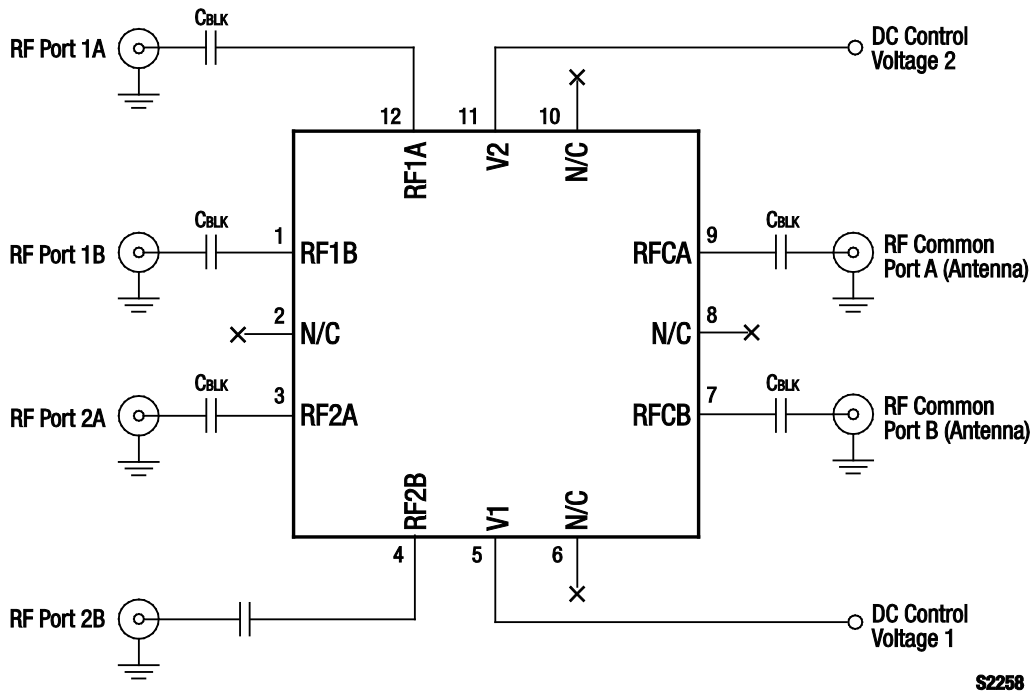 CBLK
RF Port 1A
DC Control
Voltage 2
12
11
10
RF1A
V2
N/C
CBLK
RF Port 1B
1
RF1B
RFCA
9
CBLK
RF Common
Port A (Antenna)
2
N/C
N/C
8
CBLK
RF Port 2A
3
RF2A
RFCB
7
CBLK
RF Common
Port B (Antenna)
RF2B
V1
N/C
4
5
6
RF Port 2B
DC Control
Voltage 1
S2258